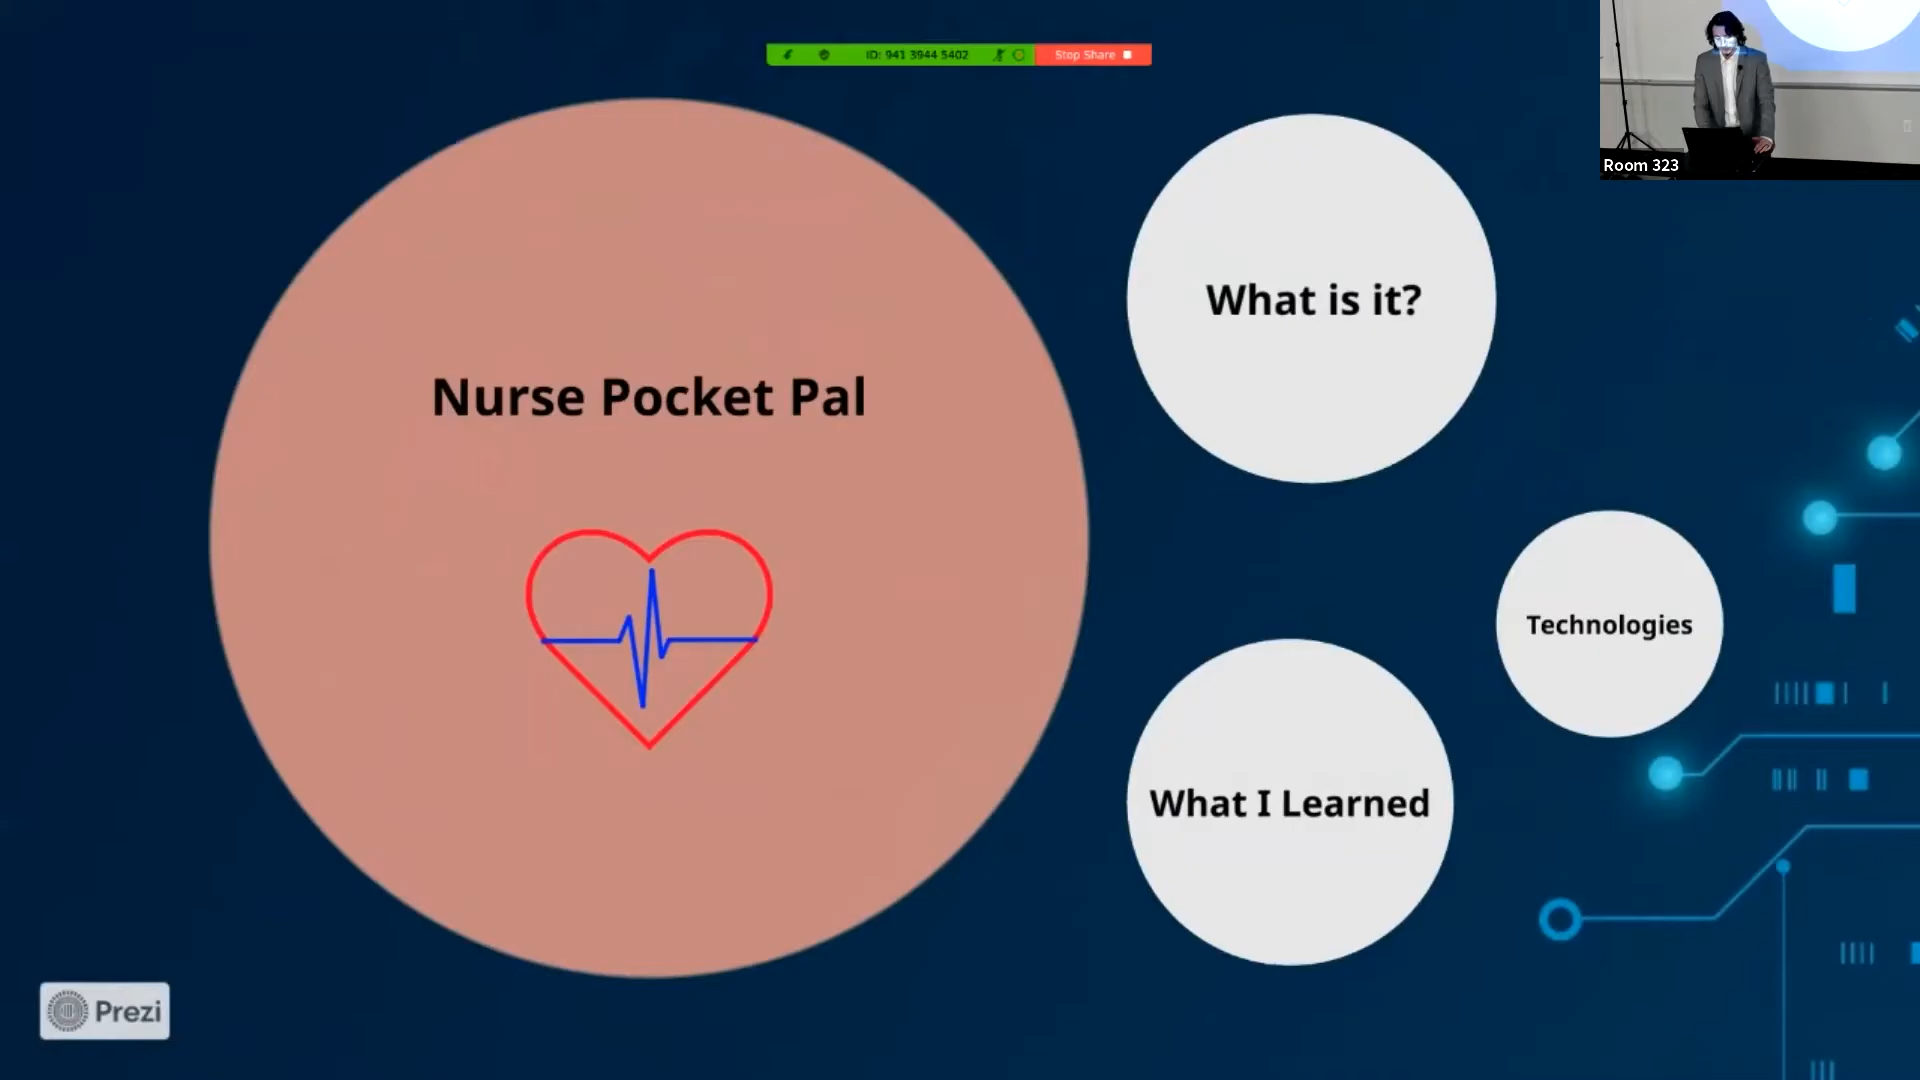 ID: 941 3944 5402
Stop Share
Room 323
Nurse Pocket Pal
What is it?
Technologies
What I Learned
Prezi